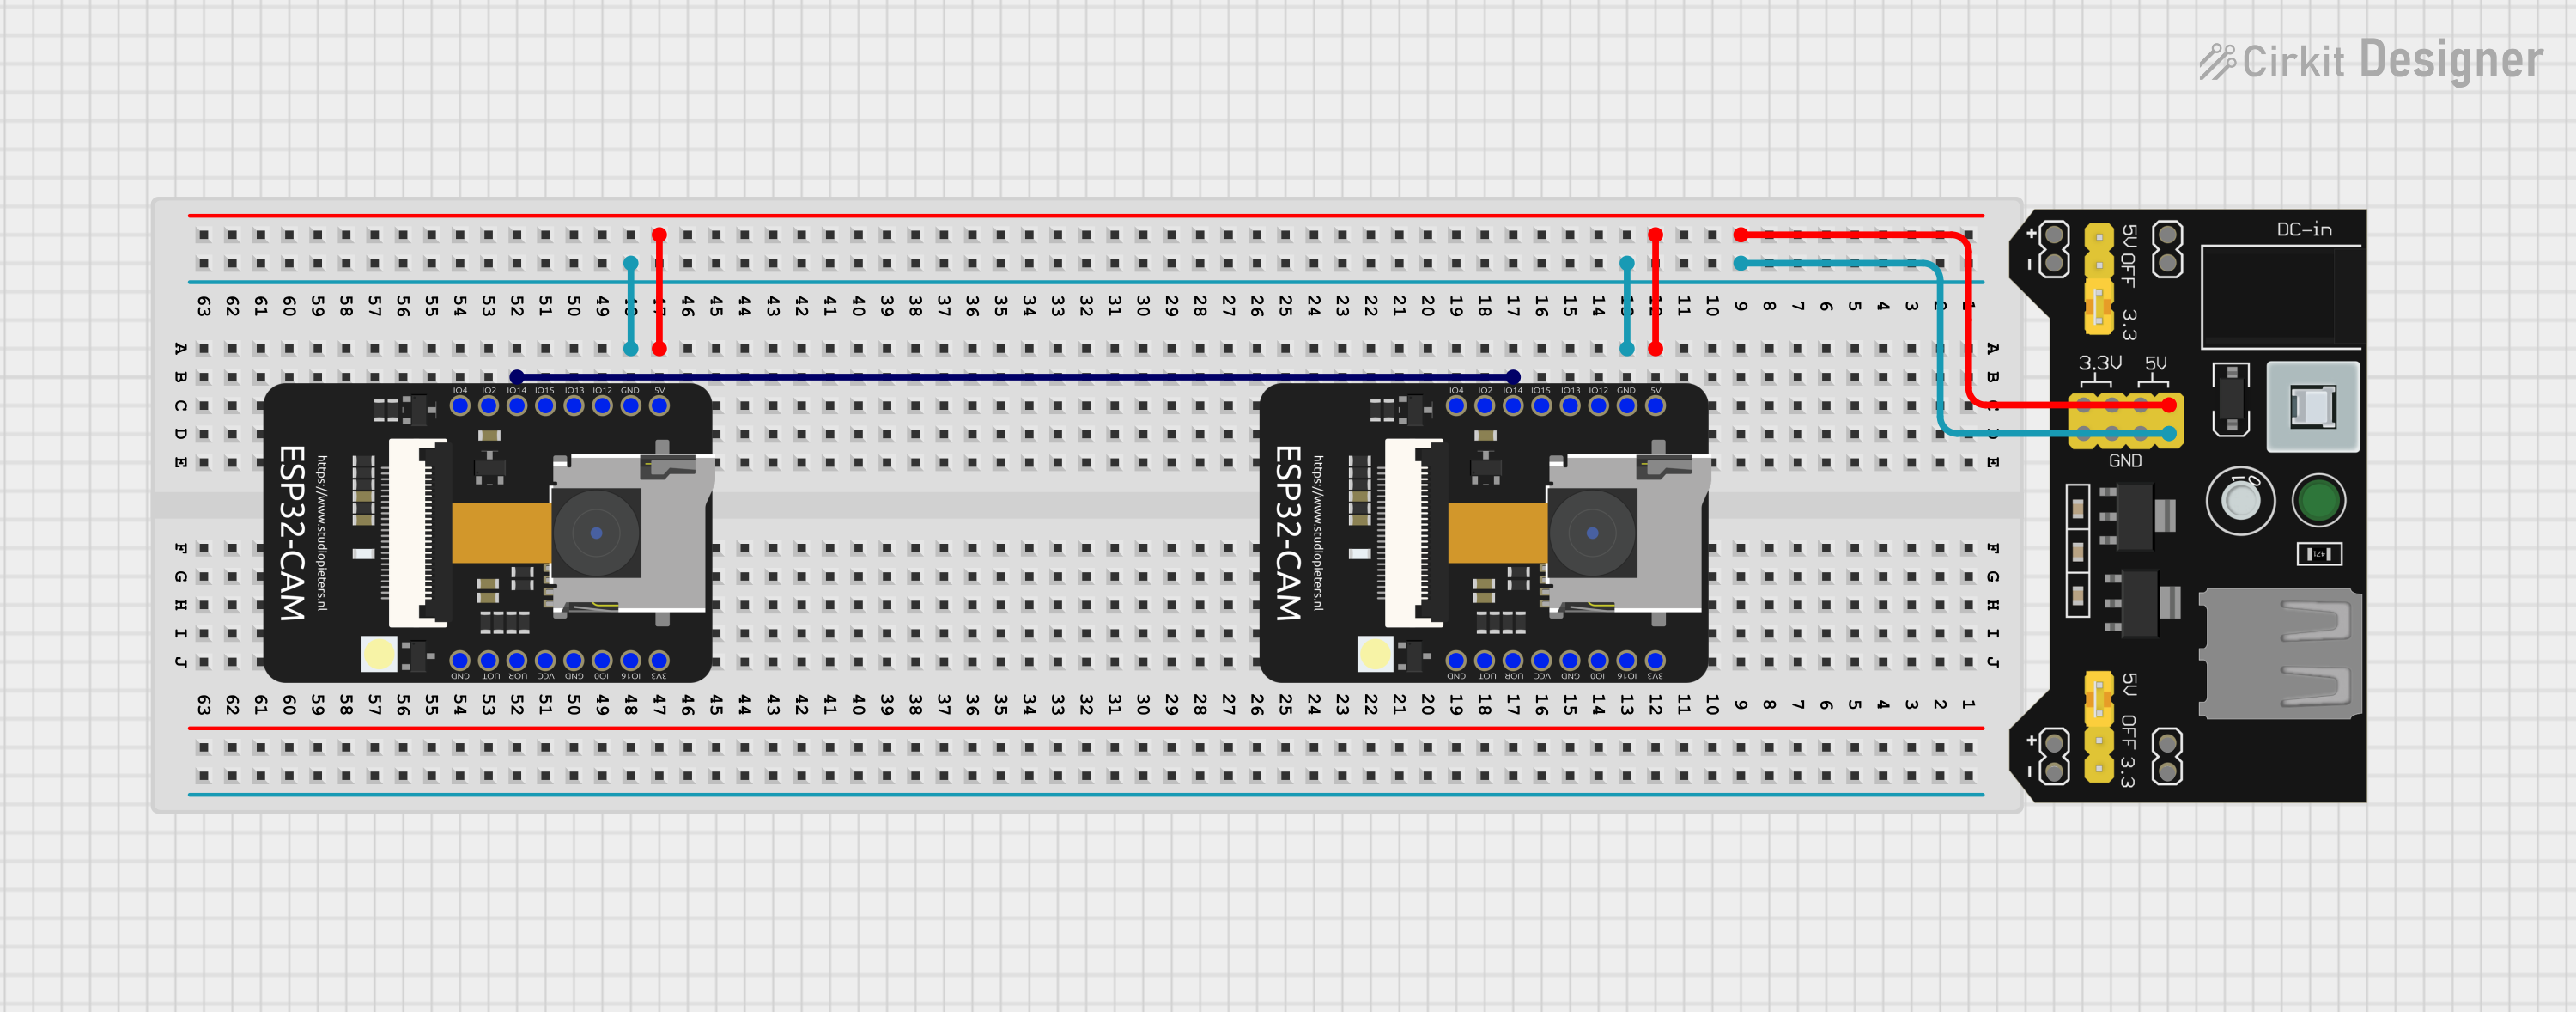 Cirkit Designer
63 62 61 60 59 58 57 56 55 54 53 52 51 50 49 46 45 44 43 42 41 40 39 38 37 36 35 34 33 32 31 30 29 28 27 26 25 24 23 22 21 20 19 18 17 16 15 14 11 10 9 8 7 6 5 4 3 2 1
A A
B B
C C
D D
E E
F F
G G
H H
I I
J J
63 62 61 60 59 58 57 56 55 54 53 52 51 50 49 48 47 46 45 44 43 42 41 40 39 38 37 36 35 34 33 32 31 30 29 28 27 26 25 24 23 22 21 20 19 18 17 16 15 14 13 12 11 10 9 8 7 6 5 4 3 2 1
IO4 IO2 IO14 IO15 IO13 IO12 GND 5V
ESP32-CAM
https://www.studiopieters.nl
GND UOT UOR VCC GND IO0 IO16 3V3
IO4 IO2 IO14 IO15 IO13 IO12 GND 5V
ESP32-CAM
https://www.studiopieters.nl
GND UOT UOR VCC GND IO0 IO16 3V3
DC-in
+
-
5V OFF 3.3
3.3V 5V
GND
10
471
5V OFF 3.3
+
-